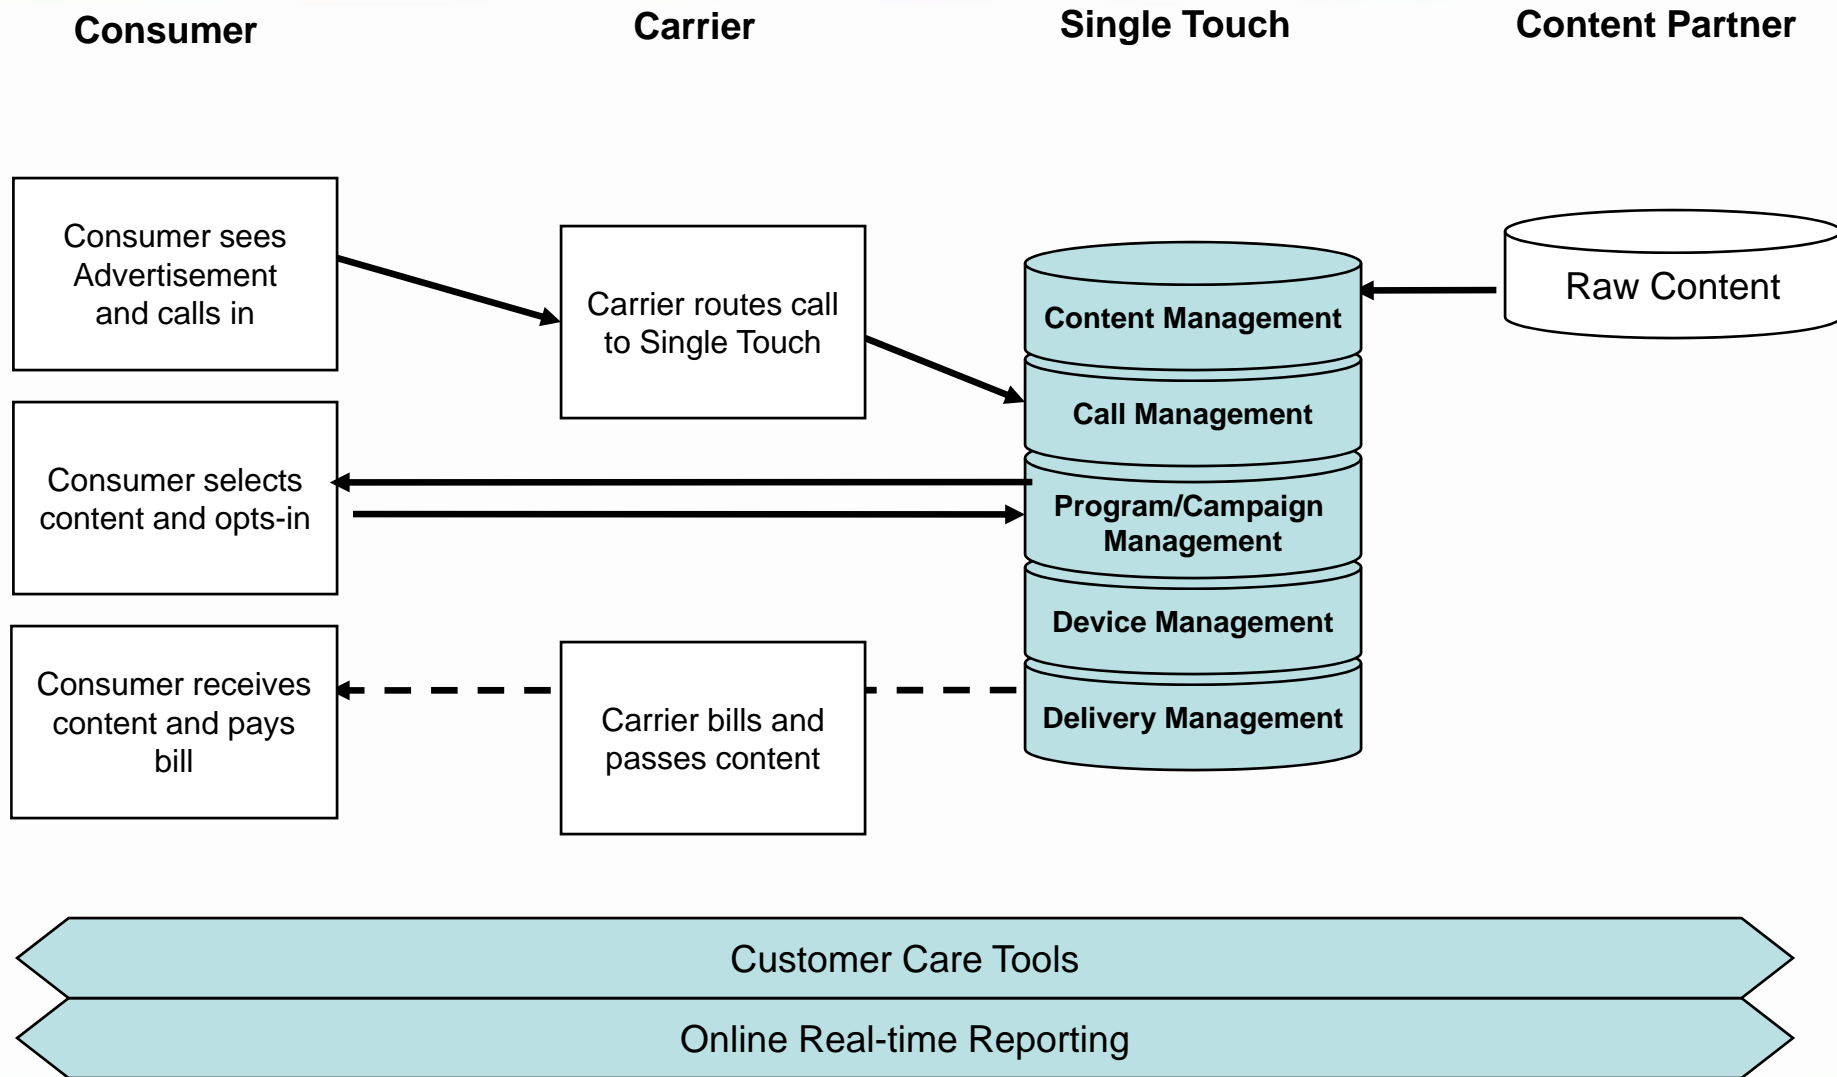 Consumer
Carrier
Single Touch
Content Partner
Consumer sees
Advertisement
and calls in
Carrier routes call
to Single Touch
Content Management
Raw Content
Call Management
Consumer selects
content and opts-in
Program/Campaign
Management
Device Management
Consumer receives
content and pays
bill
Carrier bills and
passes content
Delivery Management
Customer Care Tools
Online Real-time Reporting